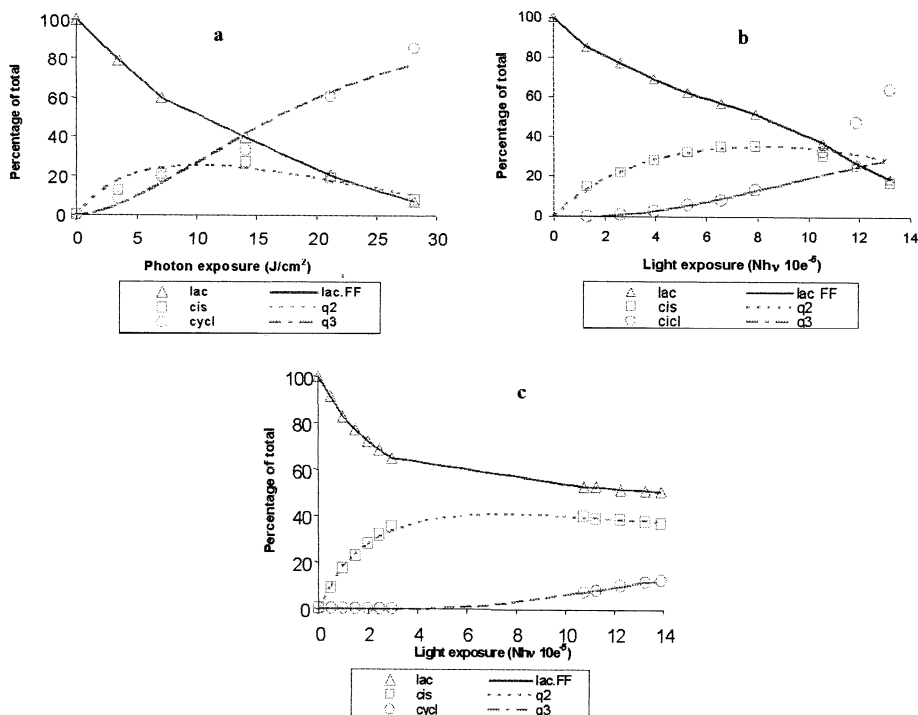 a
Percentage of total
100
80
60
40
20
0
0 5 10 15 20 25 30
Photon exposure (J/cm²)
lac lac.FF
cis q2
cycl q3
b
Percentage of total
100
80
60
40
20
0
0 2 4 6 8 10 12 14
Light exposure (Nhν 10e⁻⁵)
lac lac FF
cis q2
cicl q3
c
Percentage of total
100
80
60
40
20
0
0 2 4 6 8 10 12 14
Light exposure (Nhν 10e⁻⁵)
lac lac.FF
cis q2
cycl q3